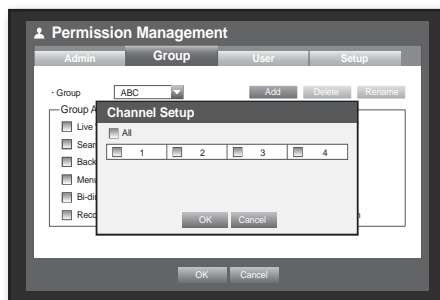 Permission Management
Admin Group User Setup
· Group ABC Add Delete Rename
Group A
Channel Setup
Live
All
Sear
1 2 3 4
Back
Menu
Bi-di
Reco
OK Cancel
OK Cancel